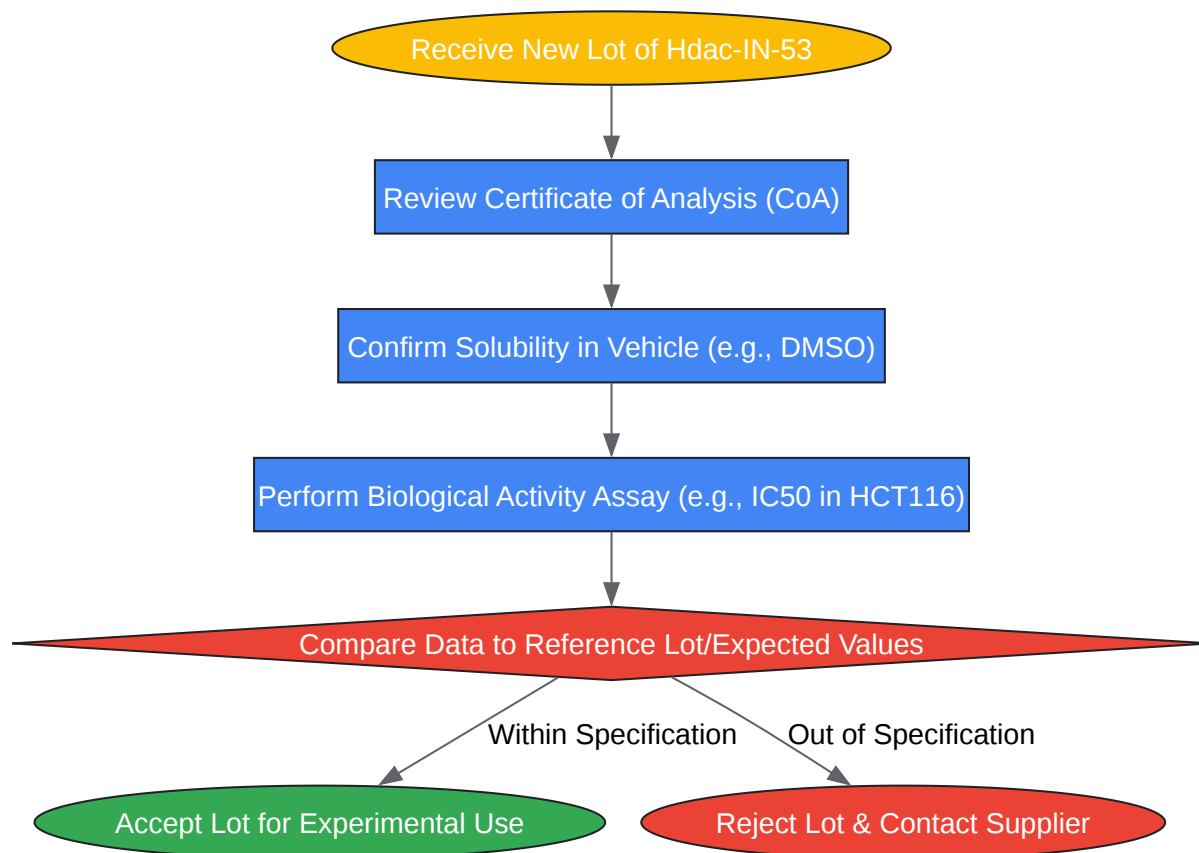 Receive New Lot of Hdac-IN-53
Review Certificate of Analysis (CoA)
Confirm Solubility in Vehicle (e.g., DMSO)
Perform Biological Activity Assay (e.g., IC50 in HCT116)
Compare Data to Reference Lot/Expected Values
Within Specification
Out of Specification
Accept Lot for Experimental Use
Reject Lot & Contact Supplier